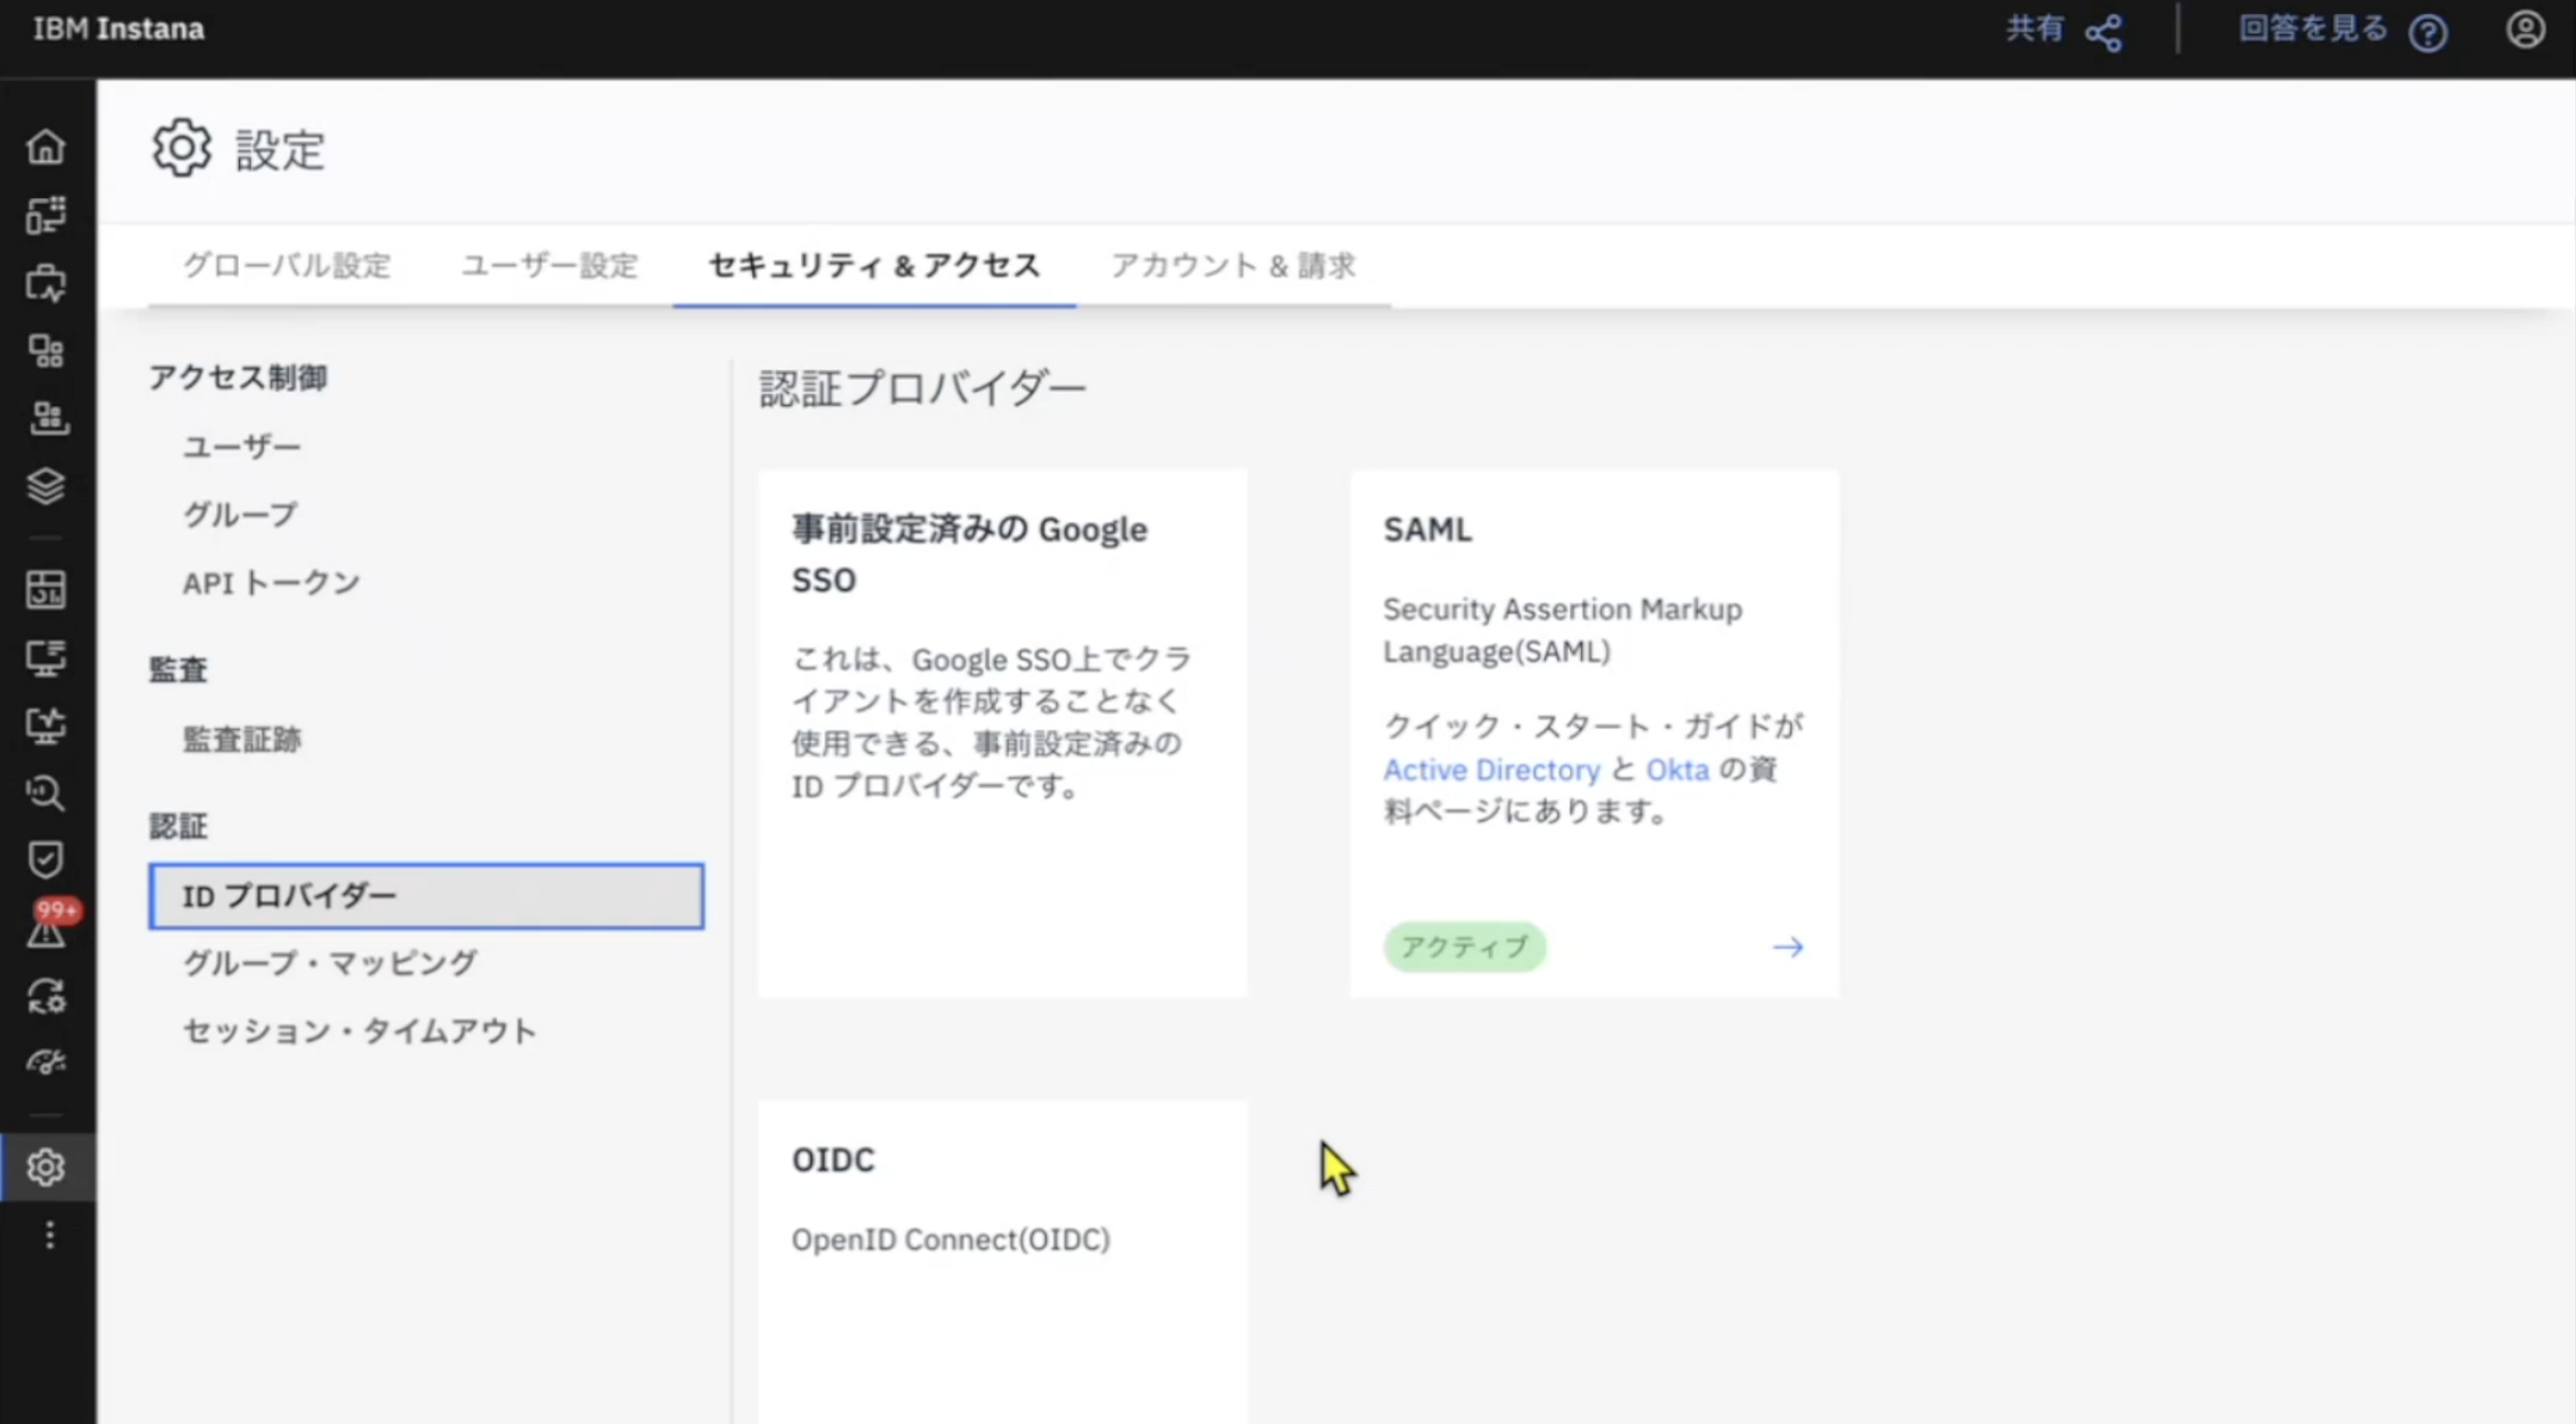 IBM Instana
共有
回答を見る
設定
グローバル設定
ユーザー設定
セキュリティ & アクセス
アカウント & 請求
アクセス制御
ユーザー
グループ
API トークン
監査
監査証跡
認証
ID プロバイダー
グループ・マッピング
セッション・タイムアウト
99+
認証プロバイダー
事前設定済みの Google
SSO
これは、Google SSO上でクラ
イアントを作成することなく
使用できる、事前設定済みの
ID プロバイダーです。
SAML
Security Assertion Markup
Language(SAML)
クイック・スタート・ガイドが
Active Directory と Okta の資
料ページにあります。
アクティブ
OIDC
OpenID Connect(OIDC)